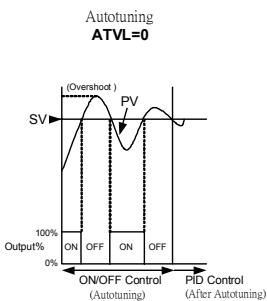 Autotuning
ATVL=0
(Overshoot )
PV
SV
100%
Output%
ON
OFF
ON
OFF
0%
ON/OFF Control
PID Control
(Autotuning)
(After Autotuning)